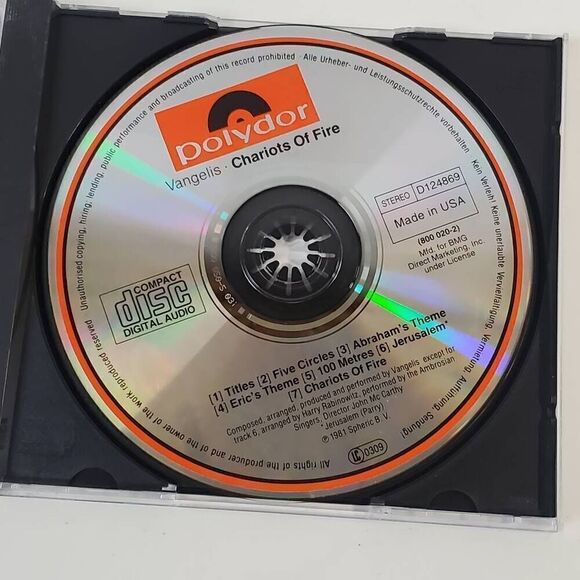 Unauthorised copying, hiring, lending, public performance and broadcasting of this record prohibited · Alle Urheber- und Leistungsschutzrechte vorbehalten · Kein Verleih! Keine unerlaubte Vervielfältigung, Vermietung, Aufführung, Sendung!
All rights of the producer and of the owner of the work reproduced reserved
polydor
Vangelis · Chariots Of Fire
STEREO D124869
Made in USA
(800 020-2)
Mfd. for BMG
Direct Marketing, Inc.
under License
COMPACT
disc
DIGITAL AUDIO
[1] Titles [2] Five Circles [3] Abraham's Theme
[4] Eric's Theme [5] 100 Metres [6] Jerusalem*
[7] Chariots Of Fire
Composed, arranged, produced and performed by Vangelis except for
track 6, arranged by Harry Rabinowitz, performed by the Ambrosian
Singers, Director John Mc Carthy
*Jerusalem (Parry)
℗ 1981 Spheric B. V.
LC 0309